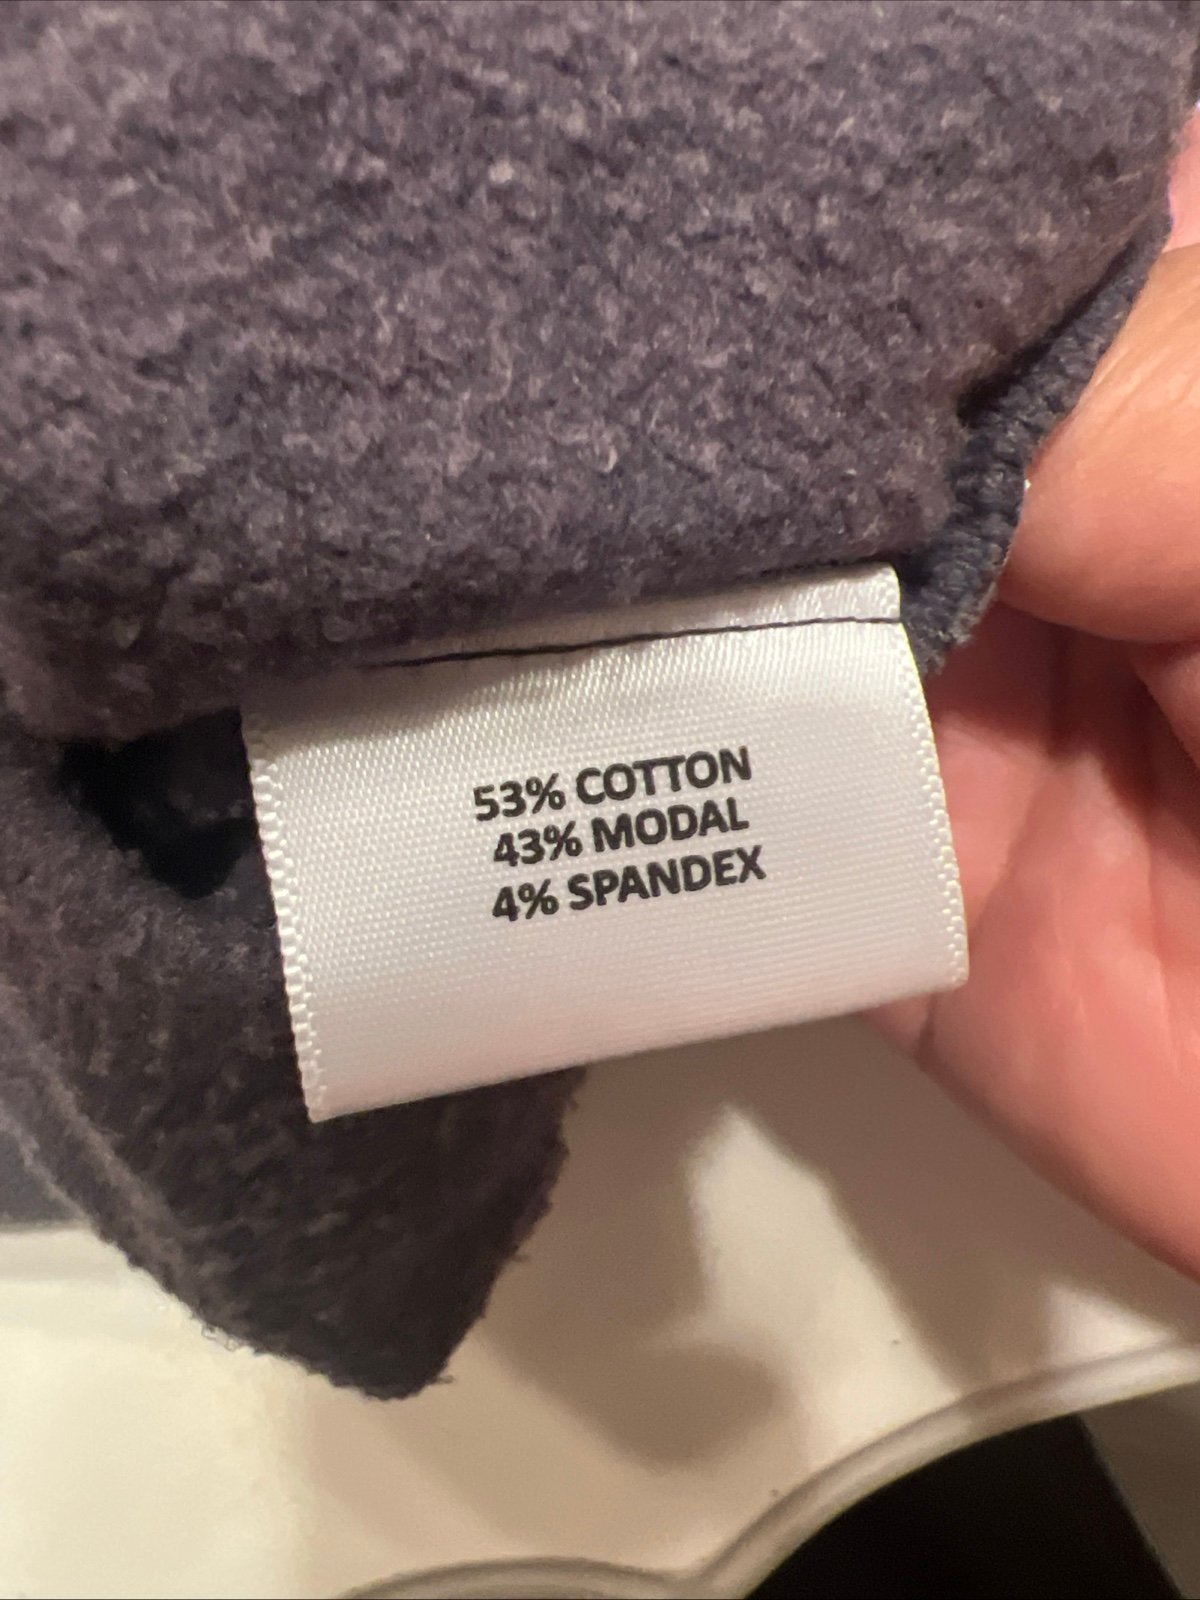 53% COTTON
43% MODAL
4% SPANDEX